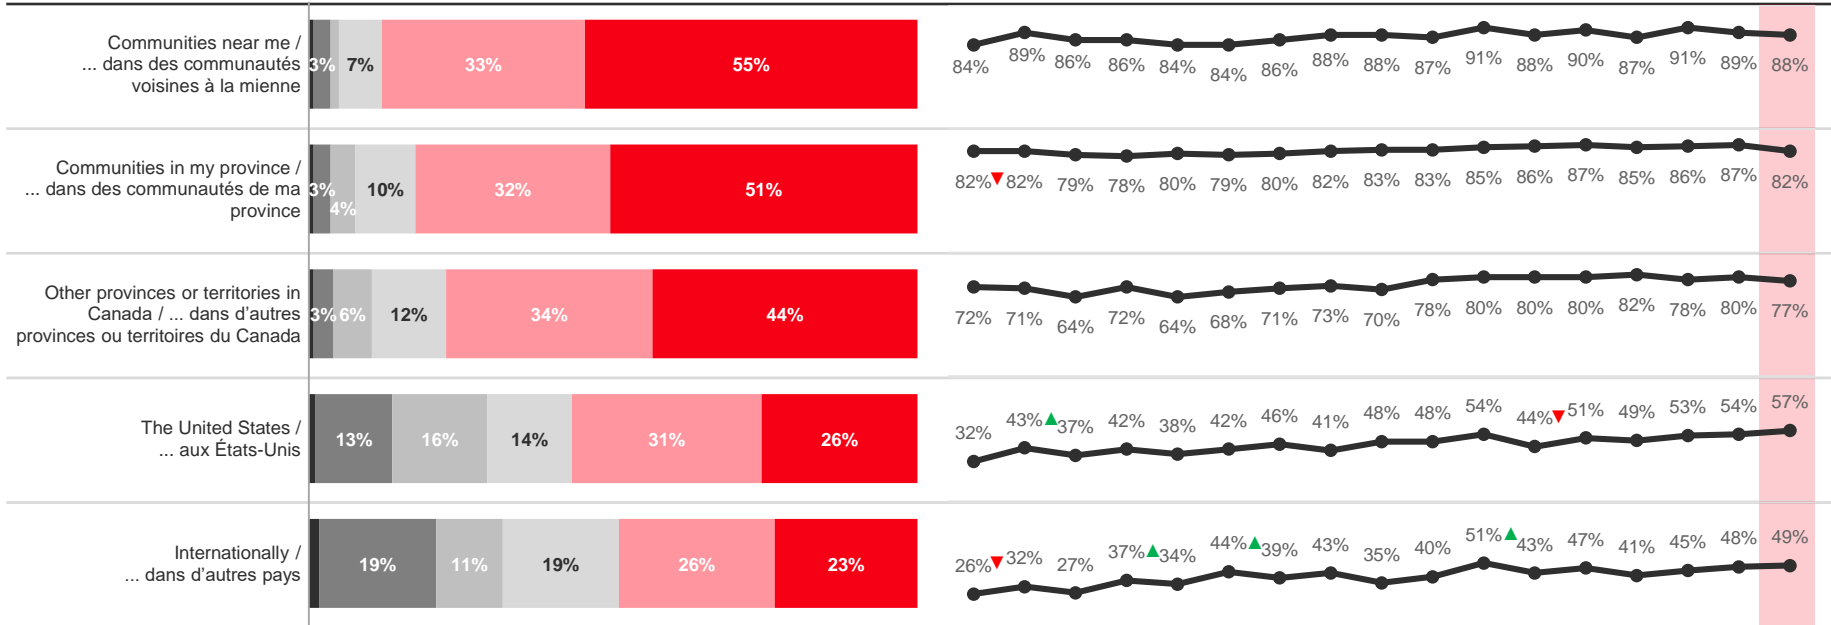 Communities near me /
... dans des communautés
voisines à la mienne
3% 7% 33% 55%
84% 89% 86% 86% 84% 84% 86% 88% 88% 87% 91% 88% 90% 87% 91% 89% 88%
Communities in my province /
... dans des communautés de ma
province
3% 4% 10% 32% 51%
82% 82% 79% 78% 80% 79% 80% 82% 83% 83% 85% 86% 87% 85% 86% 87% 82%
Other provinces or territories in
Canada / ... dans d'autres
provinces ou territoires du Canada
3% 6% 12% 34% 44%
72% 71% 64% 72% 64% 68% 71% 73% 70% 78% 80% 80% 80% 82% 78% 80% 77%
The United States /
... aux États-Unis
13% 16% 14% 31% 26%
32% 43% 37% 42% 38% 42% 46% 41% 48% 48% 54% 44% 51% 49% 53% 54% 57%
Internationally /
... dans d'autres pays
19% 11% 19% 26% 23%
26% 32% 27% 37% 34% 44% 39% 43% 35% 40% 51% 43% 47% 41% 45% 48% 49%